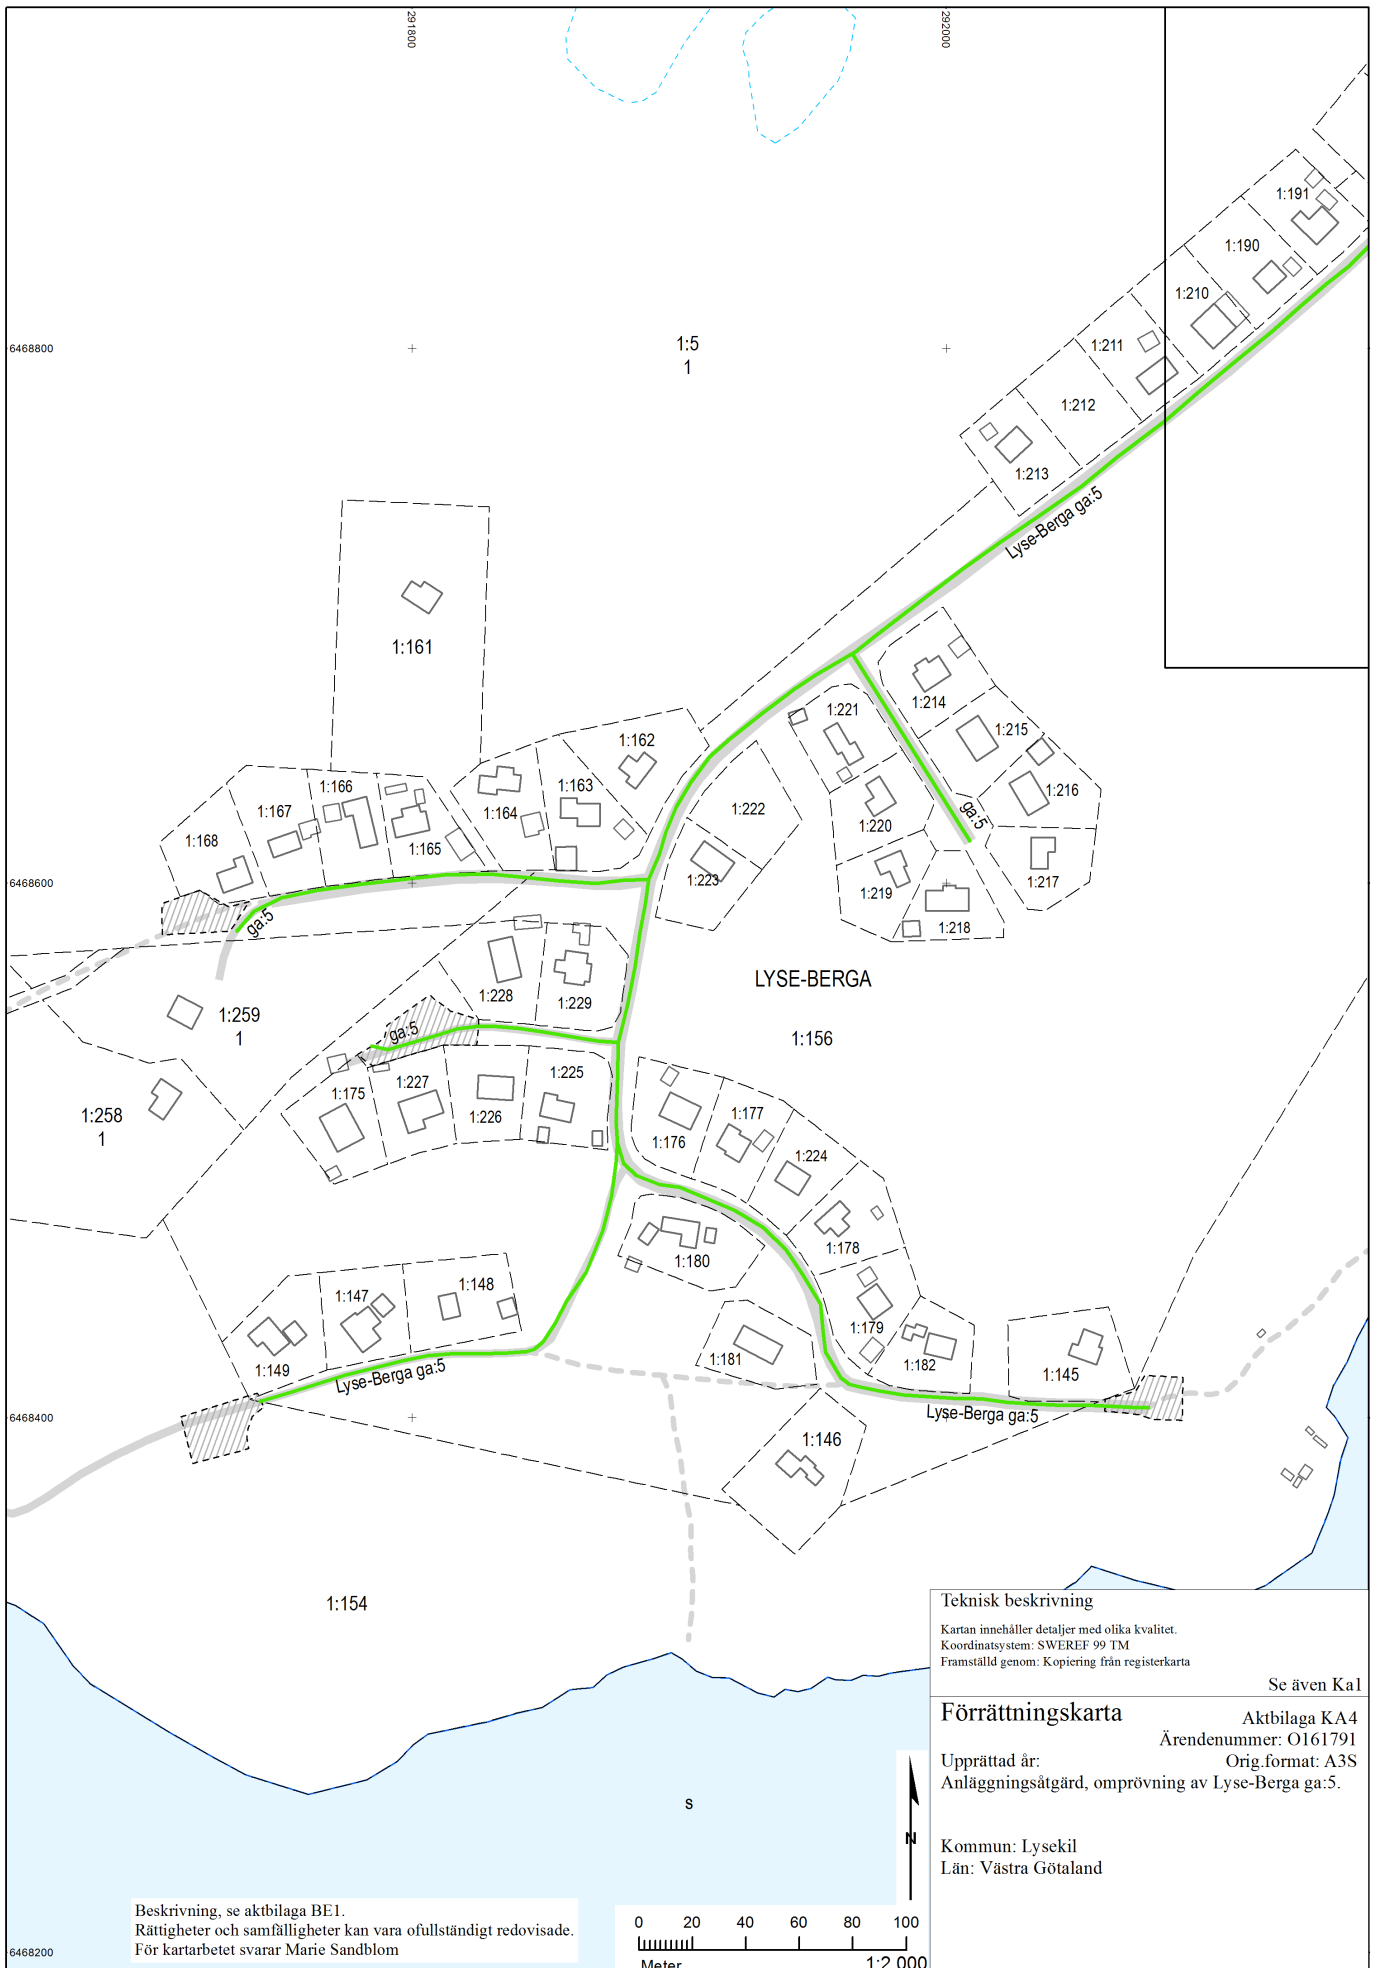 291800
292000
1:191
1:190
1:210
6468800
1:5
1
1:211
1:212
1:213
Lyse-Berga ga:5
1:161
1:214
1:221
1:215
1:162
1:166
1:163
1:216
1:167
1:164
1:222
ga:5
1:168
1:165
1:220
6468600
1:223
1:219
1:217
ga:5
1:218
LYSE-BERGA
1:228
1:229
1:259
1
ga:5
1:156
1:225
1:227
1:175
1:258
1
1:226
1:177
1:176
1:224
1:178
1:180
1:148
1:147
1:179
1:182
1:181
1:149
1:145
Lyse-Berga ga:5
6468400
Lyse-Berga ga:5
1:146
1:154
Teknisk beskrivning
Kartan innehåller detaljer med olika kvalitet.
Koordinatsystem: SWEREF 99 TM
Framställd genom: Kopiering från registerkarta
Se även Ka1
Förrättningskarta
Aktbilaga KA4
Ärendenummer: O161791
Upprättad år:
Orig.format: A3S
Anläggningsåtgärd, omprövning av Lyse-Berga ga:5.
s
N
Kommun: Lysekil
Län: Västra Götaland
Beskrivning, se aktbilaga BE1.
Rättigheter och samfälligheter kan vara ofullständigt redovisade.
För kartarbetet svarar Marie Sandblom
0 20 40 60 80 100
6468200
Meter
1:2 000